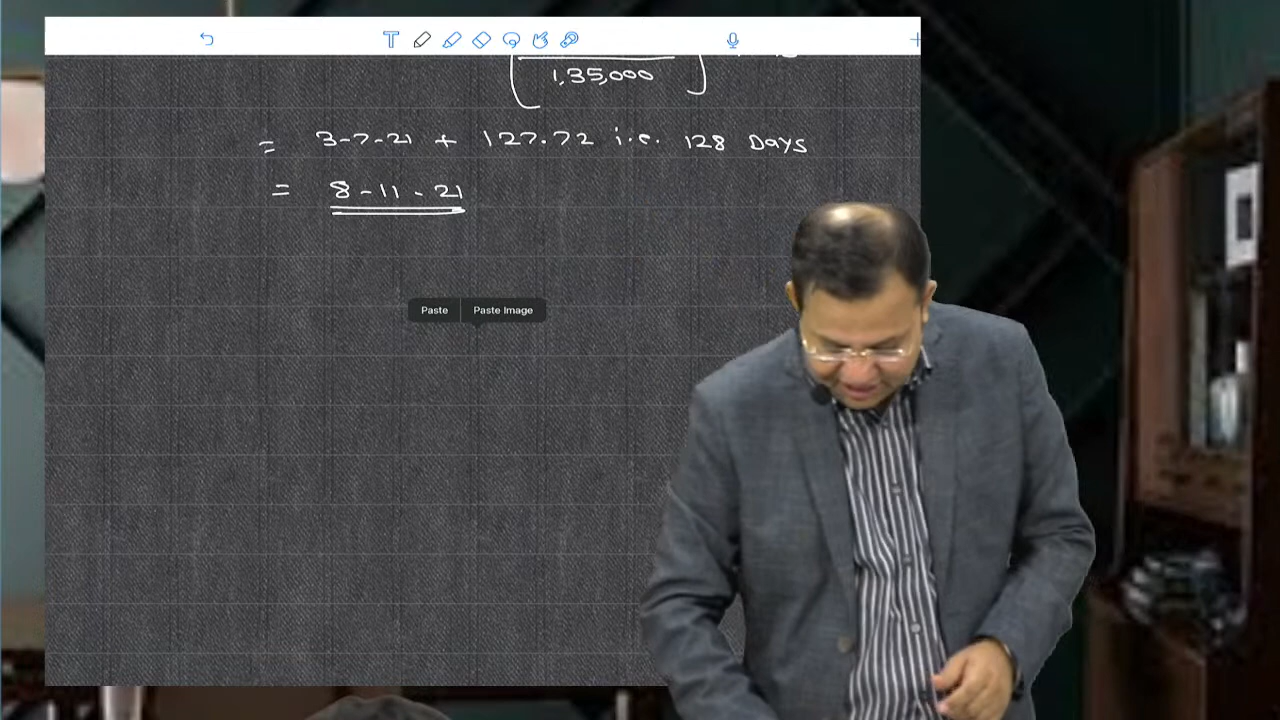 1,35,000
= 3-7-21 + 127.72 i.e. 128 Days
= 8-11-21
Paste Paste Image